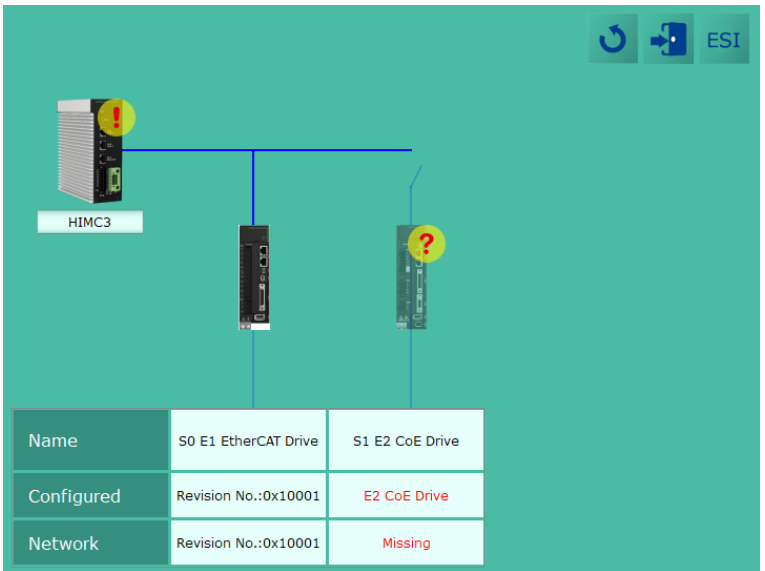 ESI
!
HIMC3
?
Name S0 E1 EtherCAT Drive S1 E2 CoE Drive
Configured Revision No.:0x10001 E2 CoE Drive
Network Revision No.:0x10001 Missing